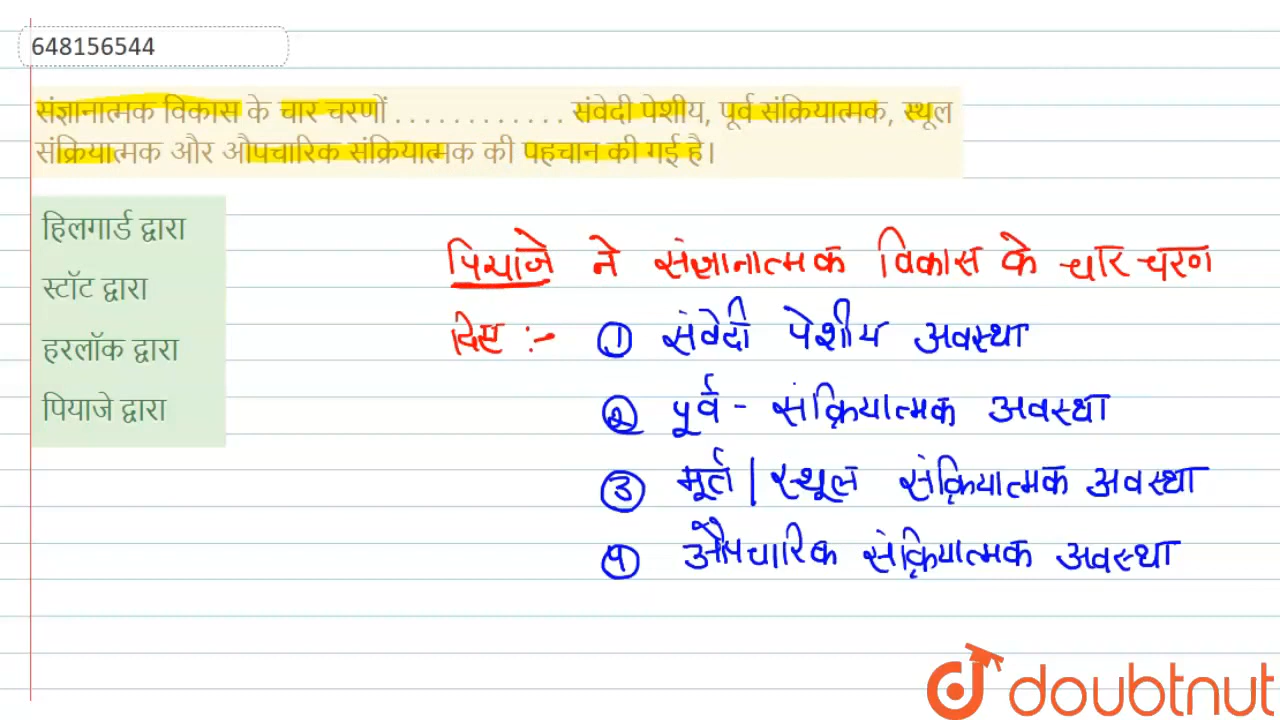 648156544
संज्ञानात्मक विकास के चार चरणों . . . . . . . . . . . . . संवेदी पेशीय, पूर्व संक्रियात्मक, स्थूल
संक्रियात्मक और औपचारिक संक्रियात्मक की पहचान की गई है।
हिलगार्ड द्वारा
स्टॉट द्वारा
हरलॉक द्वारा
पियाजे द्वारा
पियाजे ने संज्ञानात्मक विकास के चार चरण
दिए :-
① संवेदी पेशीय अवस्था
② पूर्व - संक्रियात्मक अवस्था
③ मूर्त | स्थूल संक्रियात्मक अवस्था
④ औपचारिक संक्रियात्मक अवस्था
doubtnut